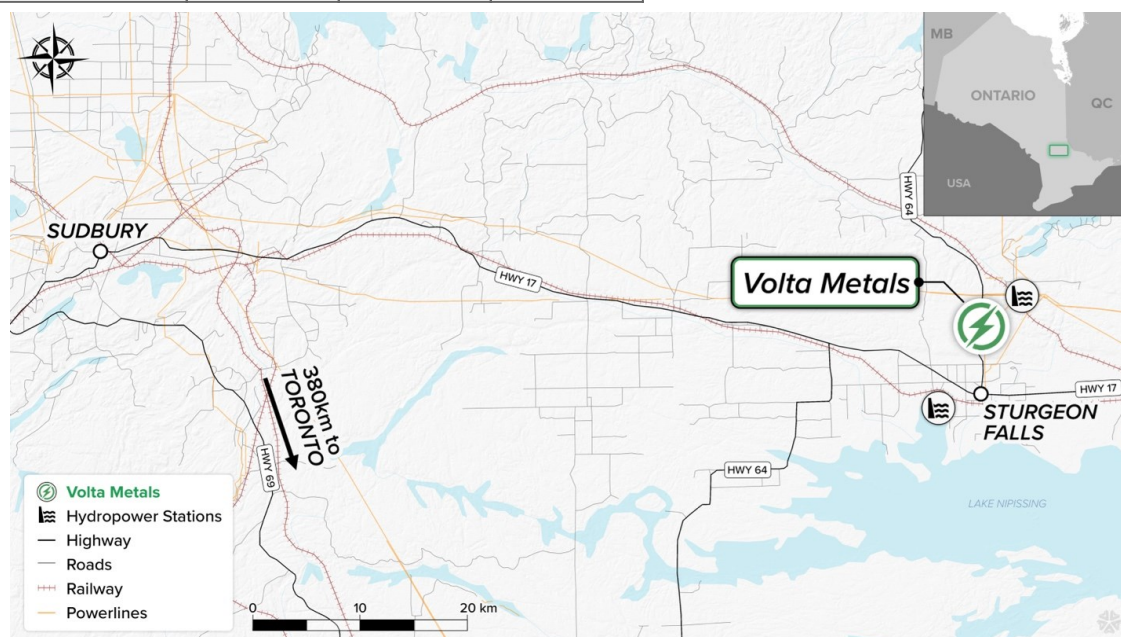 MB
ONTARIO
QC
USA
HWY 64
SUDBURY
HWY 17
Volta Metals
HWY 17
STURGEON
FALLS
380km to
TORONTO
HWY 69
HWY 64
LAKE NIPISSING
Volta Metals
Hydropower Stations
Highway
Roads
Railway
Powerlines
0 10 20 km